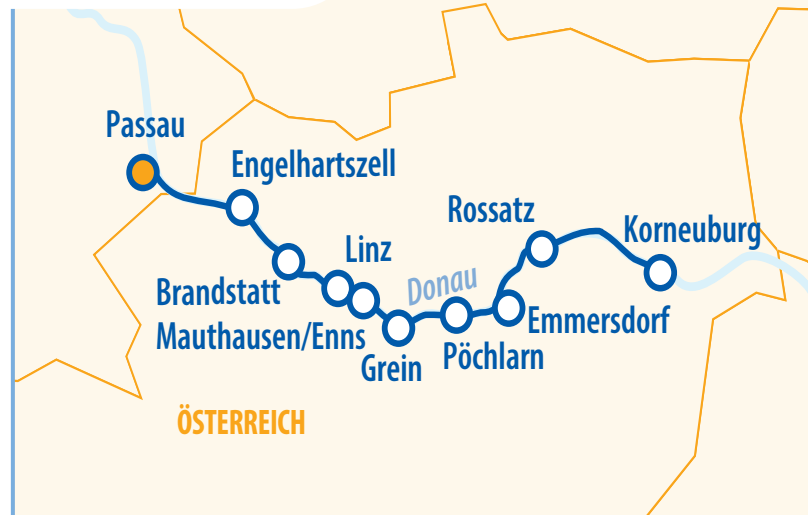 Passau
Engelhartszell
Rossatz
Korneuburg
Linz
Donau
Brandstatt
Emmersdorf
Mauthausen/Enns
Grein
Pöchlarn
ÖSTERREICH